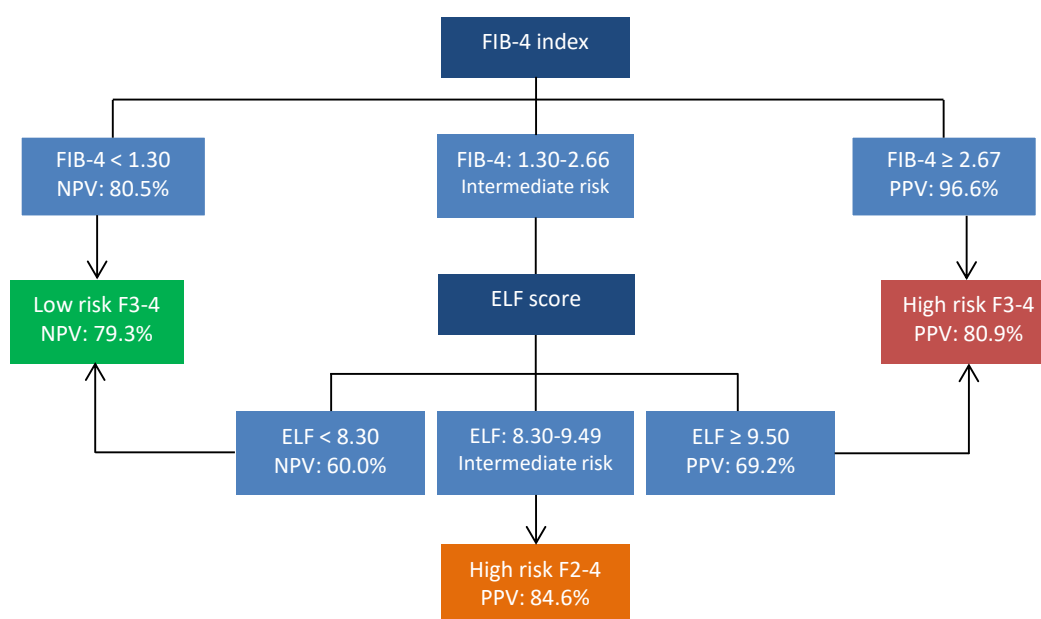 FIB-4 index
FIB-4 < 1.30
NPV: 80.5%
FIB-4: 1.30-2.66
Intermediate risk
FIB-4 ≥ 2.67
PPV: 96.6%
Low risk F3-4
NPV: 79.3%
ELF score
High risk F3-4
PPV: 80.9%
ELF < 8.30
NPV: 60.0%
ELF: 8.30-9.49
Intermediate risk
ELF ≥ 9.50
PPV: 69.2%
High risk F2-4
PPV: 84.6%